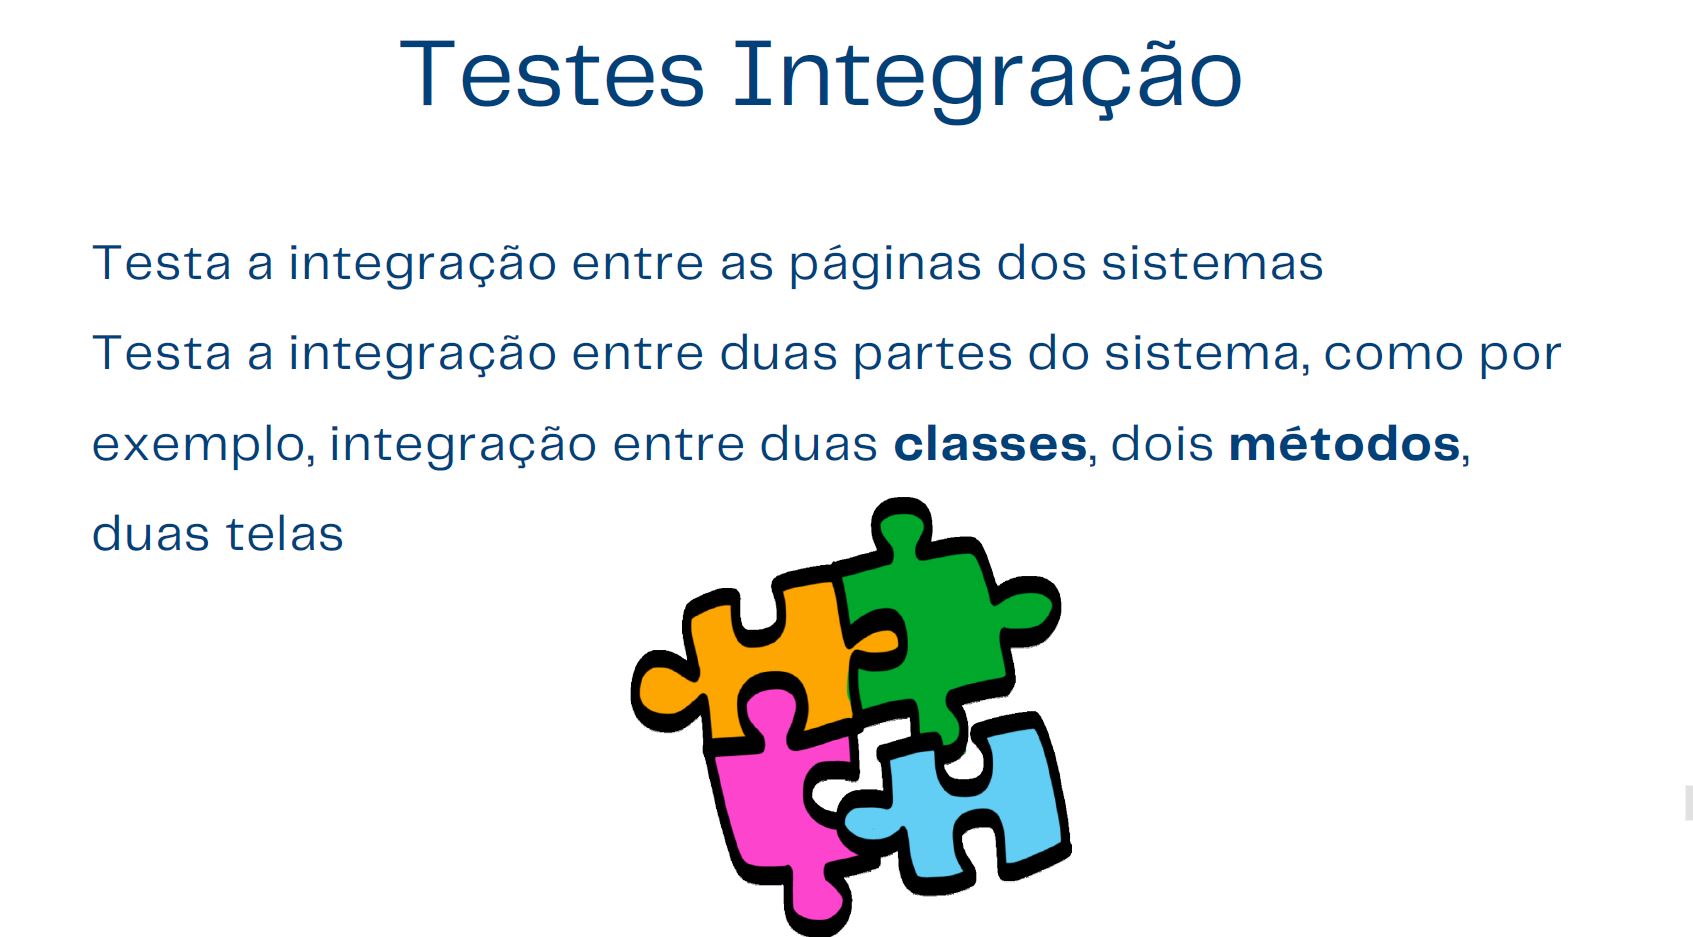 Testes Integração
Testa a integração entre as páginas dos sistemas
Testa a integração entre duas partes do sistema, como por
exemplo, integração entre duas classes, dois métodos,
duas telas